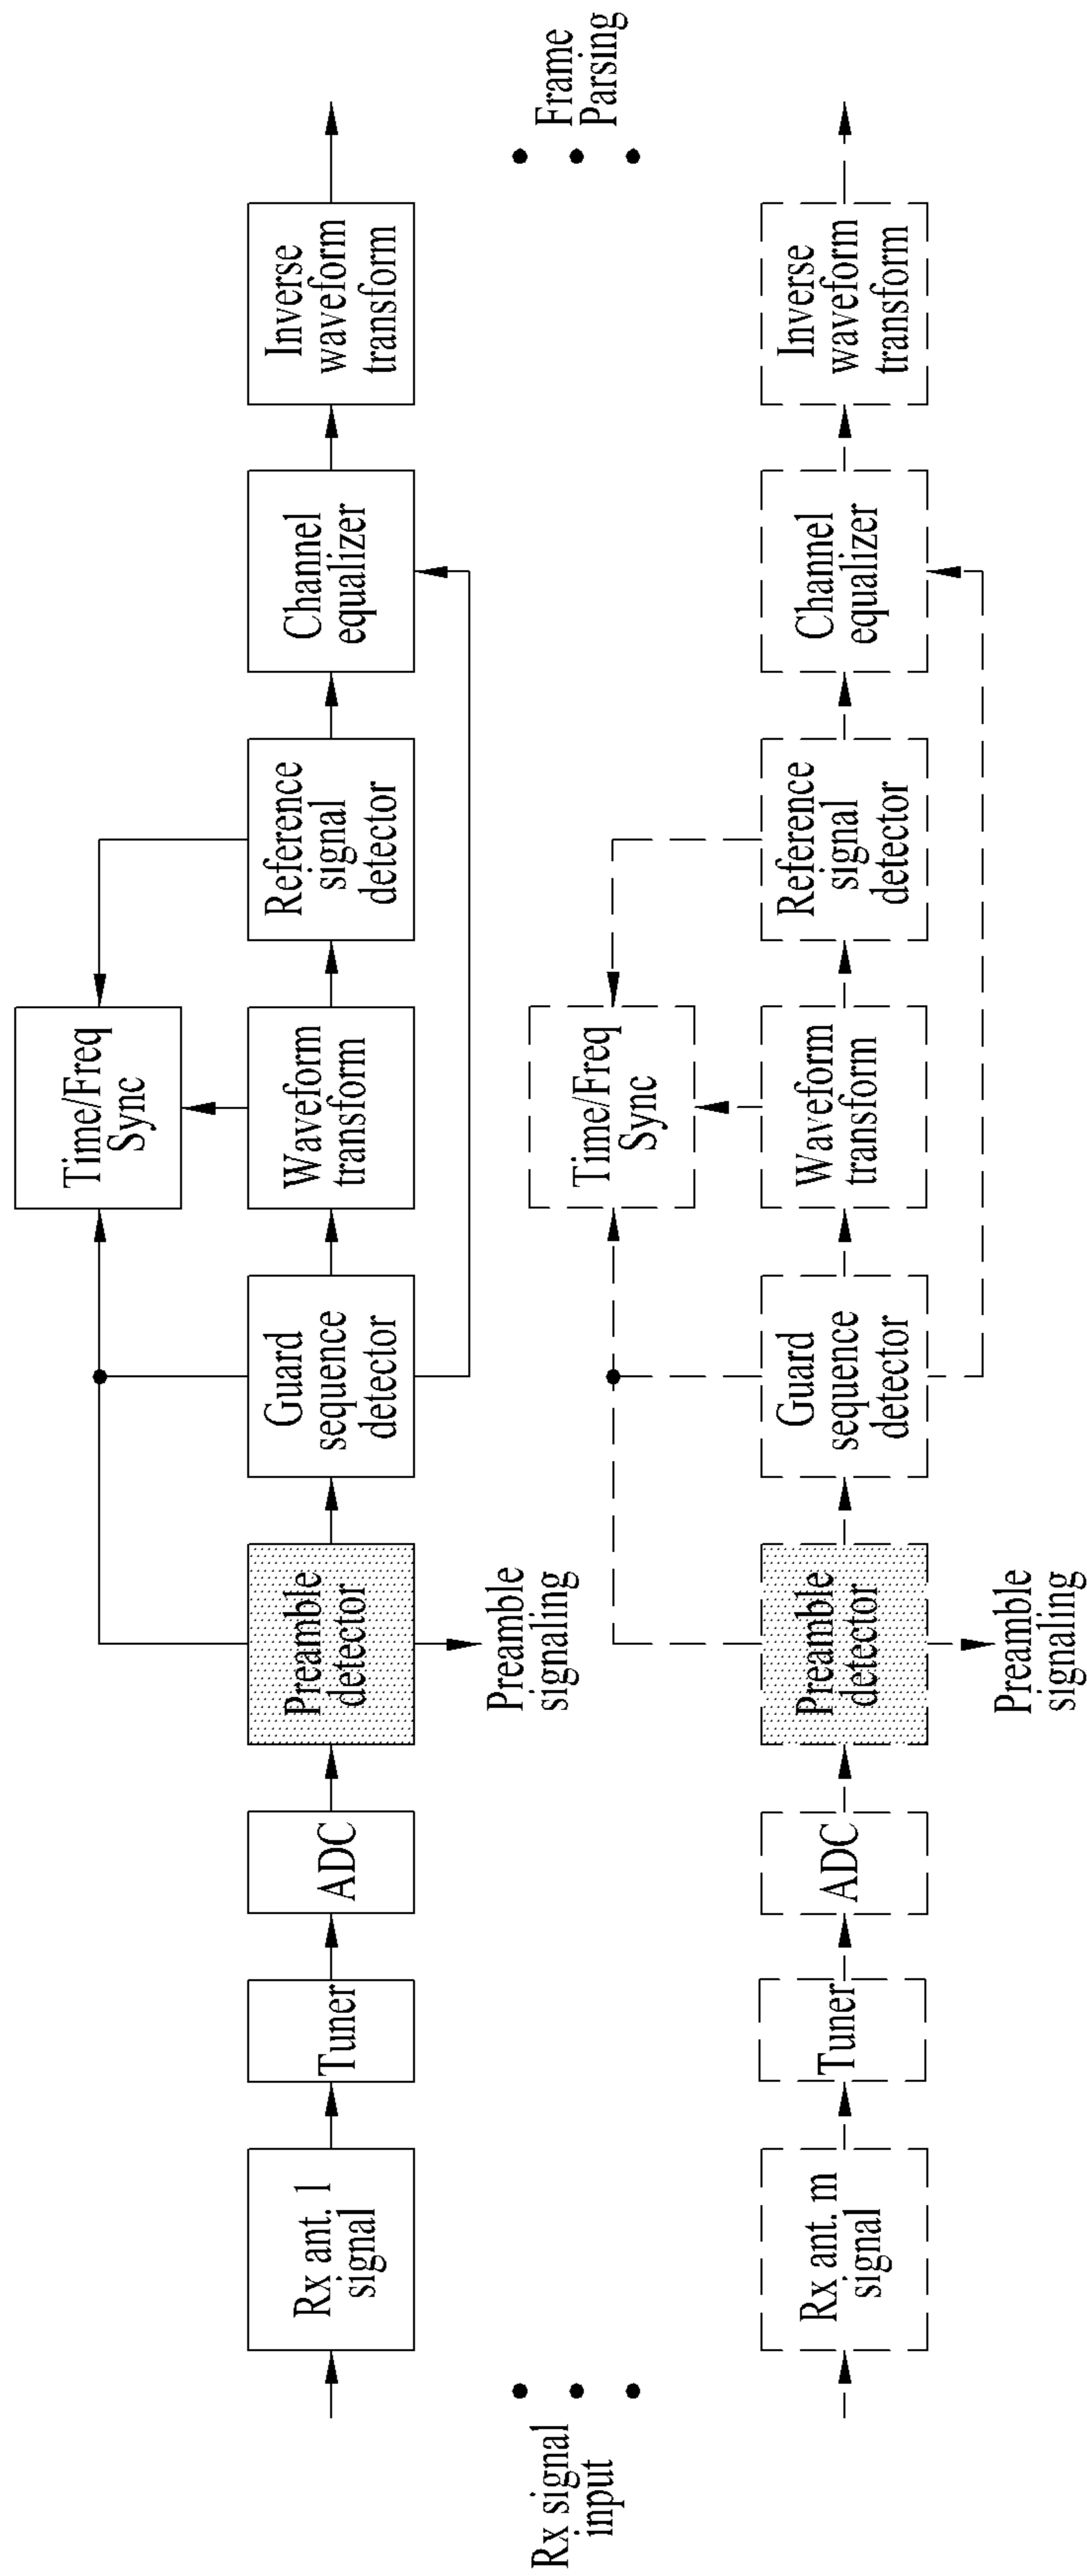 Rx signal
input
Rx ant. 1
signal
Tuner
ADC
Preamble
detector
Preamble
signaling
Guard
sequence
detector
Time/Freq
Sync
Waveform
transform
Reference
signal
detector
Channel
equalizer
Inverse
waveform
transform
Frame
Parsing
Rx ant. m
signal
Tuner
ADC
Preamble
detector
Preamble
signaling
Guard
sequence
detector
Time/Freq
Sync
Waveform
transform
Reference
signal
detector
Channel
equalizer
Inverse
waveform
transform